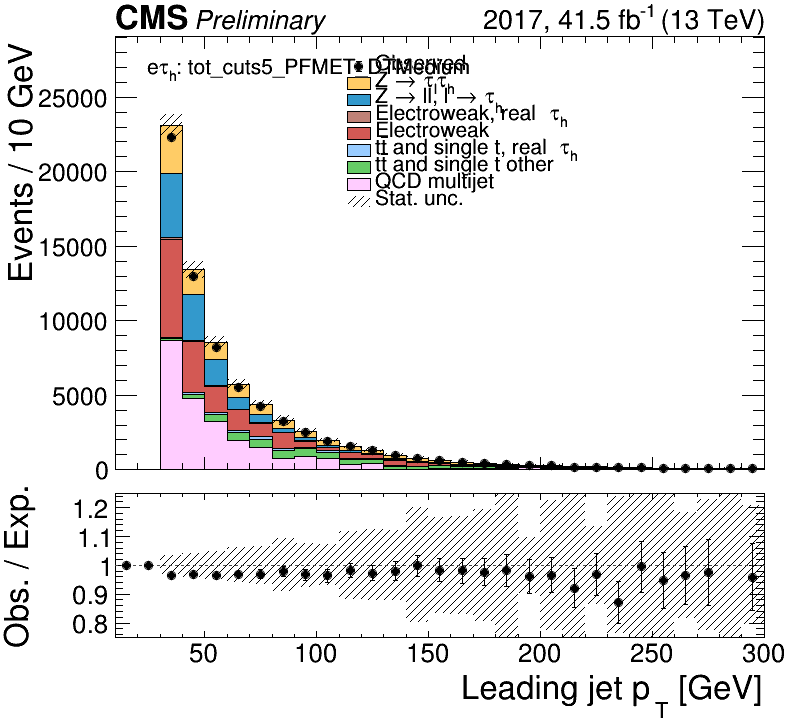 CMS Preliminary 2017, 41.5 fb⁻¹ (13 TeV)
eτh: tot_cuts5_PFMET DTMedium
Observed
Z → ττh
Z → ll, l → τh
Electroweak, real τh
Electroweak
tt̄ and single t, real τh
tt̄ and single t other
QCD multijet
Stat. unc.
Events / 10 GeV
25000
20000
15000
10000
5000
0
Obs. / Exp.
1.2
1.1
1
0.9
0.8
50 100 150 200 250 300
Leading jet pT [GeV]